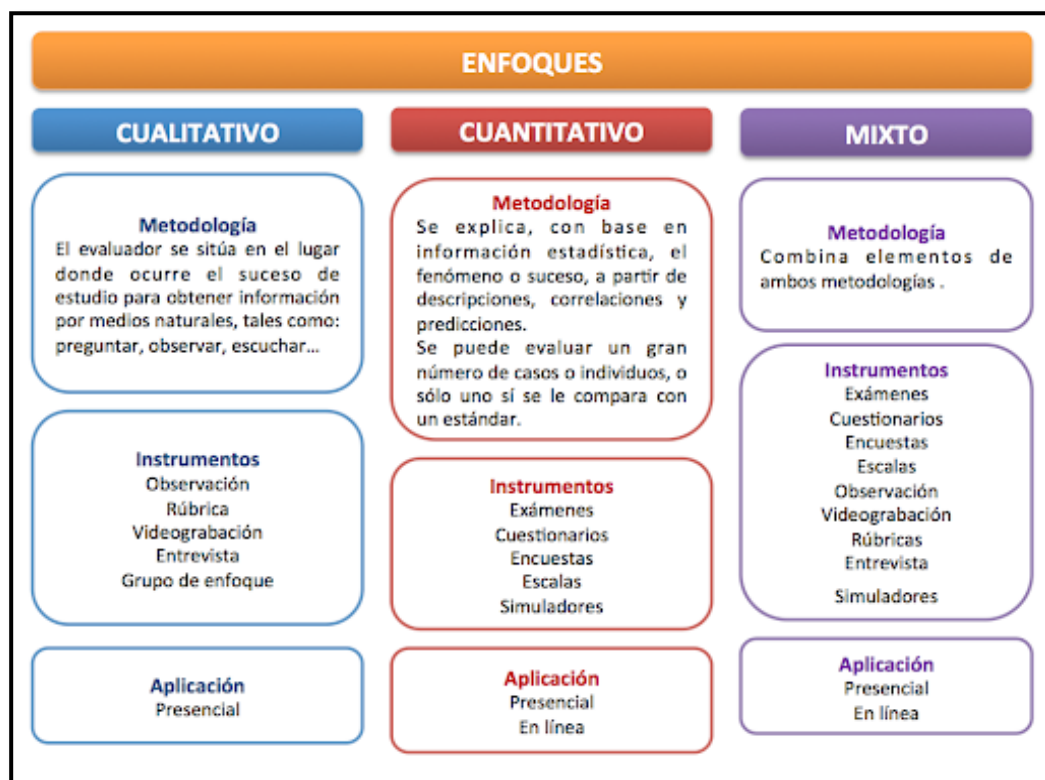 ENFOQUES
CUALITATIVO
Metodología
El evaluador se sitúa en el lugar
donde ocurre el suceso de
estudio para obtener información
por medios naturales, tales como:
preguntar, observar, escuchar...
Instrumentos
Observación
Rúbrica
Videograbación
Entrevista
Grupo de enfoque
Aplicación
Presencial
CUANTITATIVO
Metodología
Se explica, con base en
información estadística, el
fenómeno o suceso, a partir de
descripciones, correlaciones y
predicciones.
Se puede evaluar un gran
número de casos o individuos, o
sólo uno sí se le compara con
un estándar.
Instrumentos
Exámenes
Cuestionarios
Encuestas
Escalas
Simuladores
Aplicación
Presencial
En línea
MIXTO
Metodología
Combina elementos de
ambos metodologías .
Instrumentos
Exámenes
Cuestionarios
Encuestas
Escalas
Observación
Videograbación
Rúbricas
Entrevista
Simuladores
Aplicación
Presencial
En línea